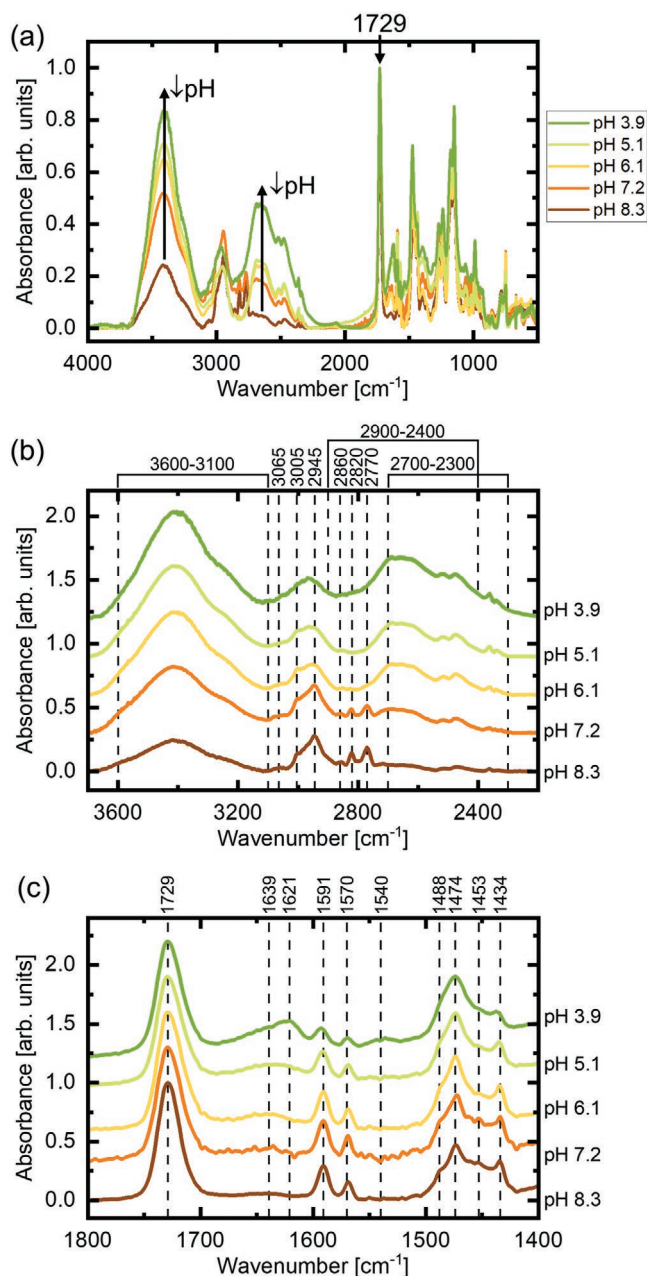 (a)
1729
↓pH
↓pH
1.0
0.8
0.6
0.4
0.2
0.0
Absorbance [arb. units]
4000 3000 2000 1000
Wavenumber [cm⁻¹]
pH 3.9
pH 5.1
pH 6.1
pH 7.2
pH 8.3
(b)
2900-2400
3600-3100 3065 3005 2945 2860 2820 2770 2700-2300
2.0
1.5
1.0
0.5
0.0
Absorbance [arb. units]
pH 3.9
pH 5.1
pH 6.1
pH 7.2
pH 8.3
3600 3200 2800 2400
Wavenumber [cm⁻¹]
(c)
1729 1639 1621 1591 1570 1540 1488 1474 1453 1434
2.0
1.5
1.0
0.5
0.0
Absorbance [arb. units]
pH 3.9
pH 5.1
pH 6.1
pH 7.2
pH 8.3
1800 1700 1600 1500 1400
Wavenumber [cm⁻¹]